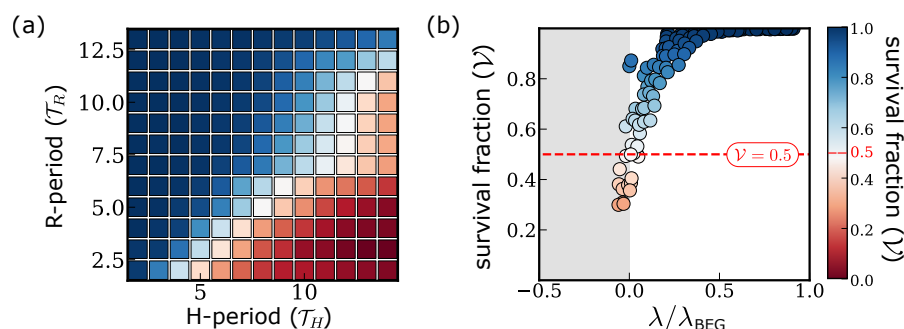 (a)
R-period (𝒯_R)
12.5
10.0
7.5
5.0
2.5
5
10
H-period (𝒯_H)
(b)
survival fraction (𝒱)
0.8
0.6
0.4
0.2
𝒱 = 0.5
−0.5
0.0
0.5
1.0
λ/λ_BEG
1.0
0.8
0.6
0.5
0.4
0.2
0.0
survival fraction (𝒱)